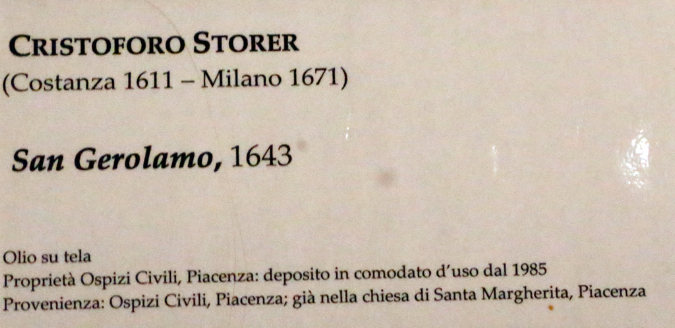 CRISTOFORO STORER
(Costanza 1611 – Milano 1671)
San Gerolamo, 1643
Olio su tela
Proprietà Ospizi Civili, Piacenza: deposito in comodato d'uso dal 1985
Provenienza: Ospizi Civili, Piacenza; già nella chiesa di Santa Margherita, Piacenza